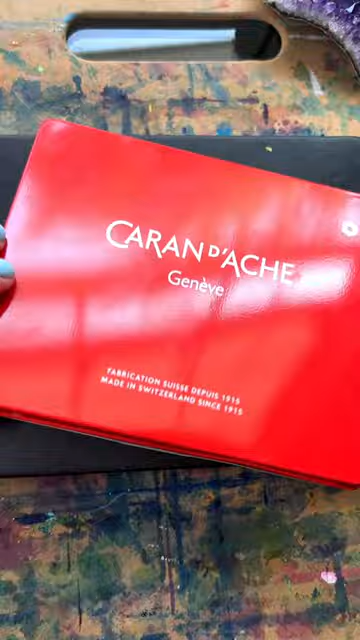 CARAN D'ACHE
Genève
FABRICATION SUISSE DEPUIS 1915
MADE IN SWITZERLAND SINCE 1915